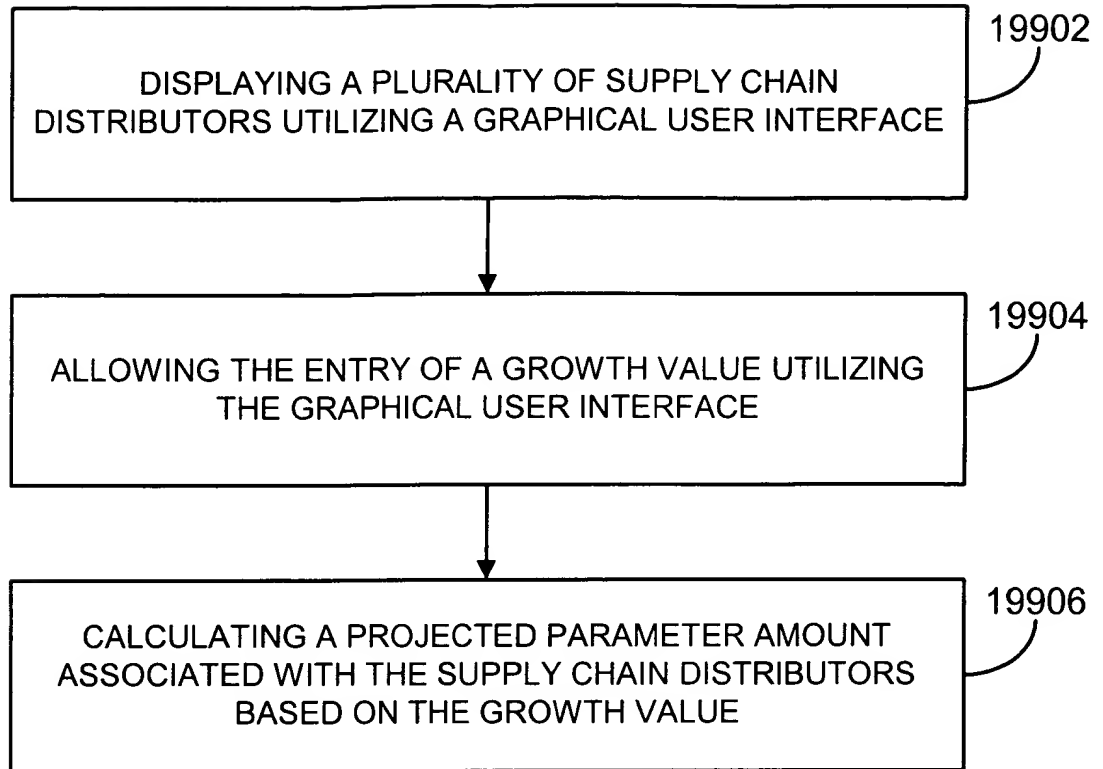 19902
DISPLAYING A PLURALITY OF SUPPLY CHAIN
DISTRIBUTORS UTILIZING A GRAPHICAL USER INTERFACE
19904
ALLOWING THE ENTRY OF A GROWTH VALUE UTILIZING
THE GRAPHICAL USER INTERFACE
19906
CALCULATING A PROJECTED PARAMETER AMOUNT
ASSOCIATED WITH THE SUPPLY CHAIN DISTRIBUTORS
BASED ON THE GROWTH VALUE